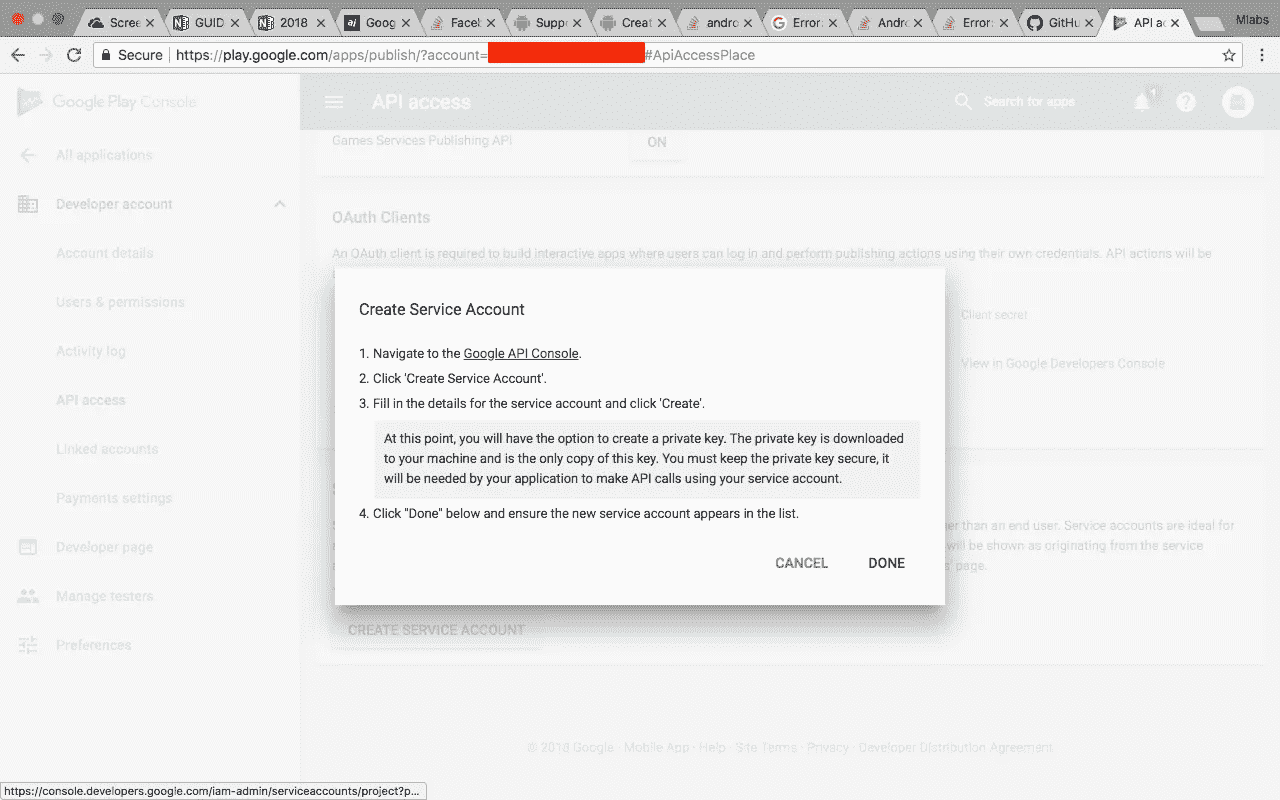 Scree
GUID
2018
Goog
Faceb
Suppo
Creat
andro
Error:
Andro
Error:
GitHu
API ac
Mlabs
Secure
https://play.google.com/apps/publish/?account=
#ApiAccessPlace
Google Play Console
API access
Search for apps
1
All applications
Developer account
Account details
Users & permissions
Activity log
API access
Linked accounts
Payments settings
Developer page
Manage testers
Preferences
Games Services Publishing API
ON
OAuth Clients
An OAuth client is required to build interactive apps where users can log in and perform publishing actions using their own credentials. API actions will be
Client secret
View in Google Developers Console
Create Service Account
1. Navigate to the Google API Console.
2. Click 'Create Service Account'.
3. Fill in the details for the service account and click 'Create'.
At this point, you will have the option to create a private key. The private key is downloaded
to your machine and is the only copy of this key. You must keep the private key secure, it
will be needed by your application to make API calls using your service account.
4. Click "Done" below and ensure the new service account appears in the list.
CANCEL
DONE
er than an end user. Service accounts are ideal for
will be shown as originating from the service
' page.
CREATE SERVICE ACCOUNT
© 2018 Google · Mobile App · Help · Site Terms · Privacy · Developer Distribution Agreement
https://console.developers.google.com/iam-admin/serviceaccounts/project?p...